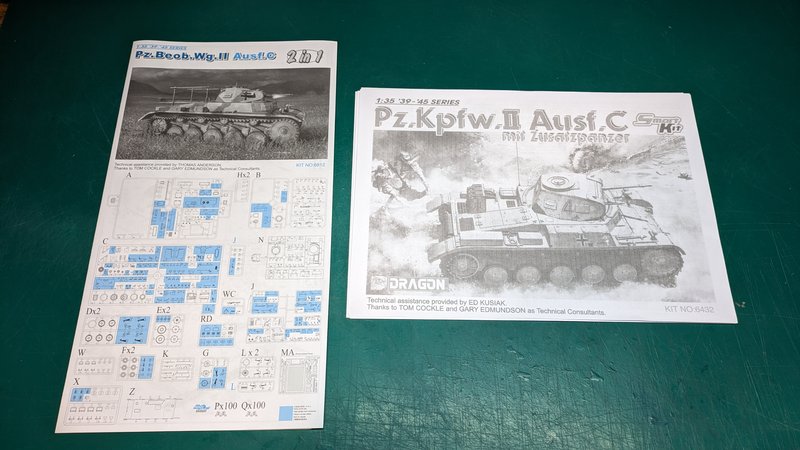 1:35 '39-'45 SERIES
Pz.Beob.Wg.II Ausf.C 2 in 1
Technical assistance provided by THOMAS ANDERSON.
Thanks to TOM COCKLE and GARY EDMUNDSON as Technical Consultants.
KIT NO:6812
A
Hx2
B
C
J
N
WC
J
Dx2
Ex2
RD
W
Fx2
K
G
L x 2
MA
L
X
Z
Px100
Qx100
1:35 '39-'45 SERIES
Pz.Kpfw.II Ausf.C
mit Zusatzpanzer
Smart Kit
DRAGON
Technical assistance provided by ED KUSIAK.
Thanks to TOM COCKLE and GARY EDMUNDSON as Technical Consultants.
KIT NO:6432